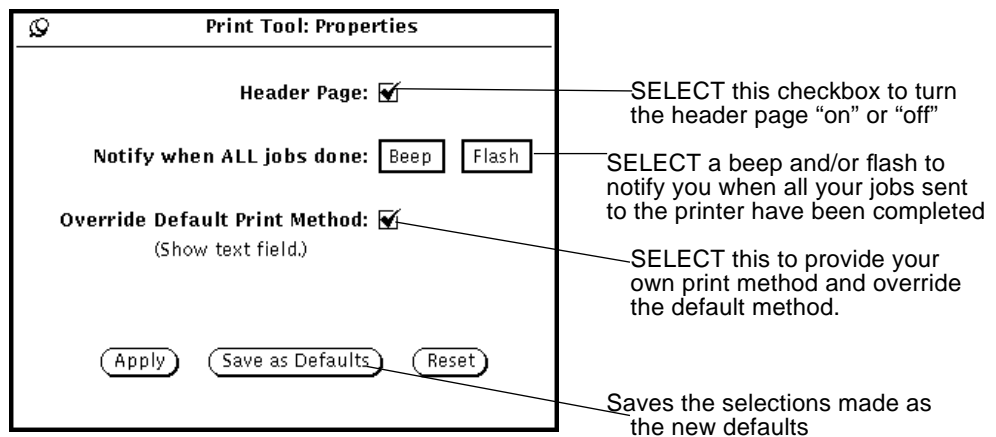 Print Tool: Properties
Header Page:
SELECT this checkbox to turn
the header page “on” or “off”
Notify when ALL jobs done: Beep Flash
SELECT a beep and/or flash to
notify you when all your jobs sent
to the printer have been completed
Override Default Print Method:
(Show text field.)
SELECT this to provide your
own print method and override
the default method.
Apply Save as Defaults Reset
Saves the selections made as
the new defaults